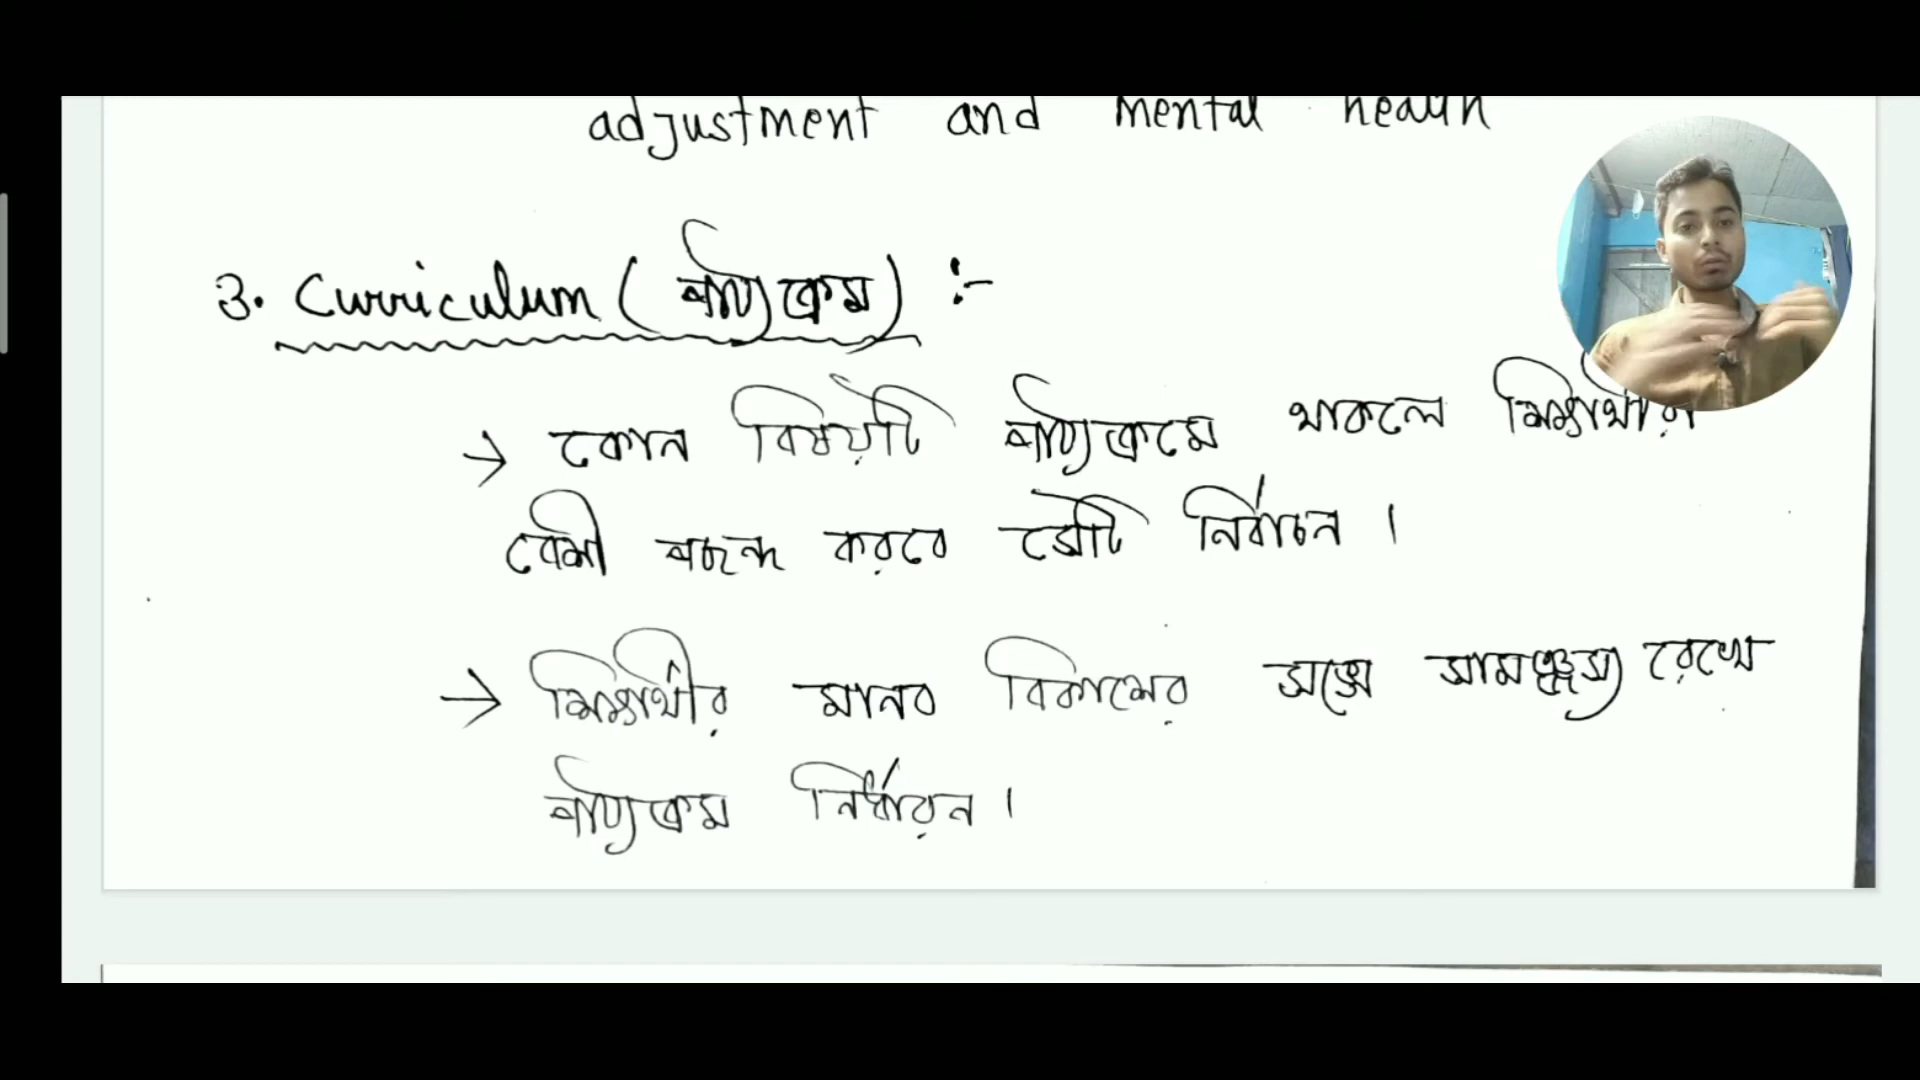 adjustment and mental health
3. Curriculum (পাঠ্যক্রম) :-
→ কোন বিষয়টি পাঠ্যক্রমে থাকলে শিক্ষার্থীরা
বেশী পছন্দ করবে সেটি নির্বাচন ।
→ শিক্ষার্থীর মানব বিকাশের সঙ্গে সামঞ্জস্য রেখে
পাঠ্যক্রম নির্ধারন ।